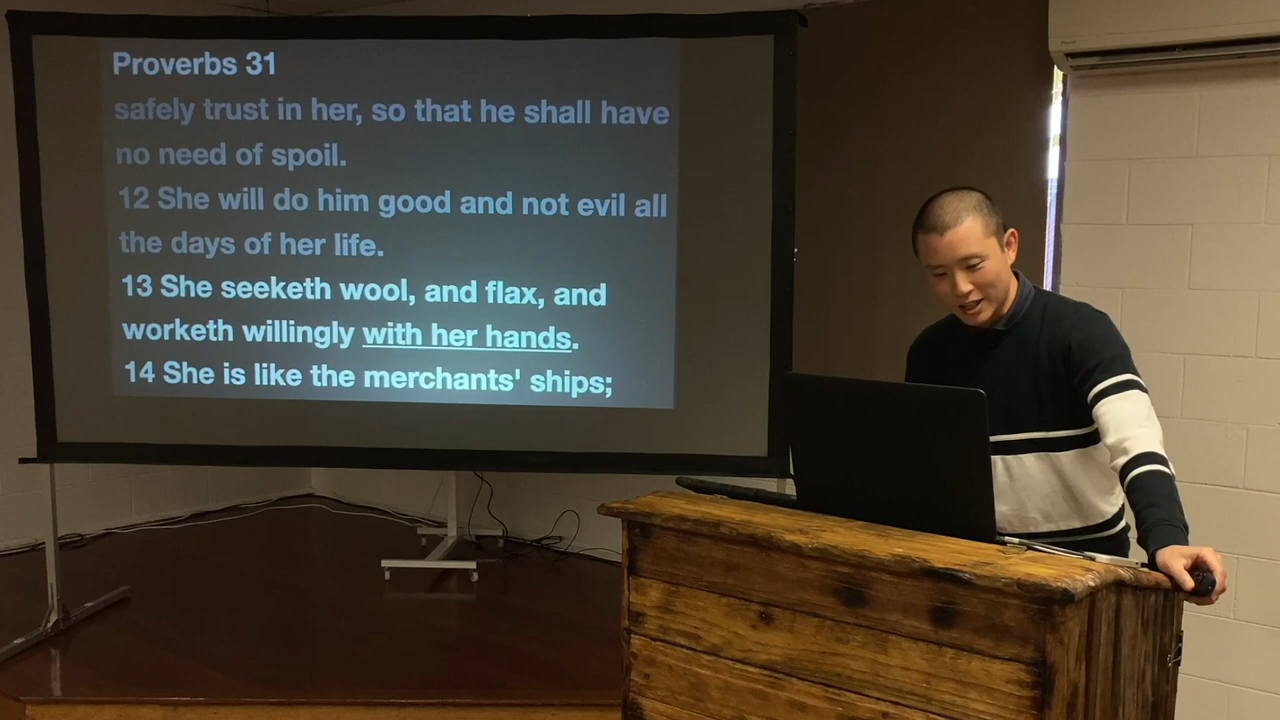 Proverbs 31
safely trust in her, so that he shall have
no need of spoil.
12 She will do him good and not evil all
the days of her life.
13 She seeketh wool, and flax, and
worketh willingly with her hands.
14 She is like the merchants' ships;